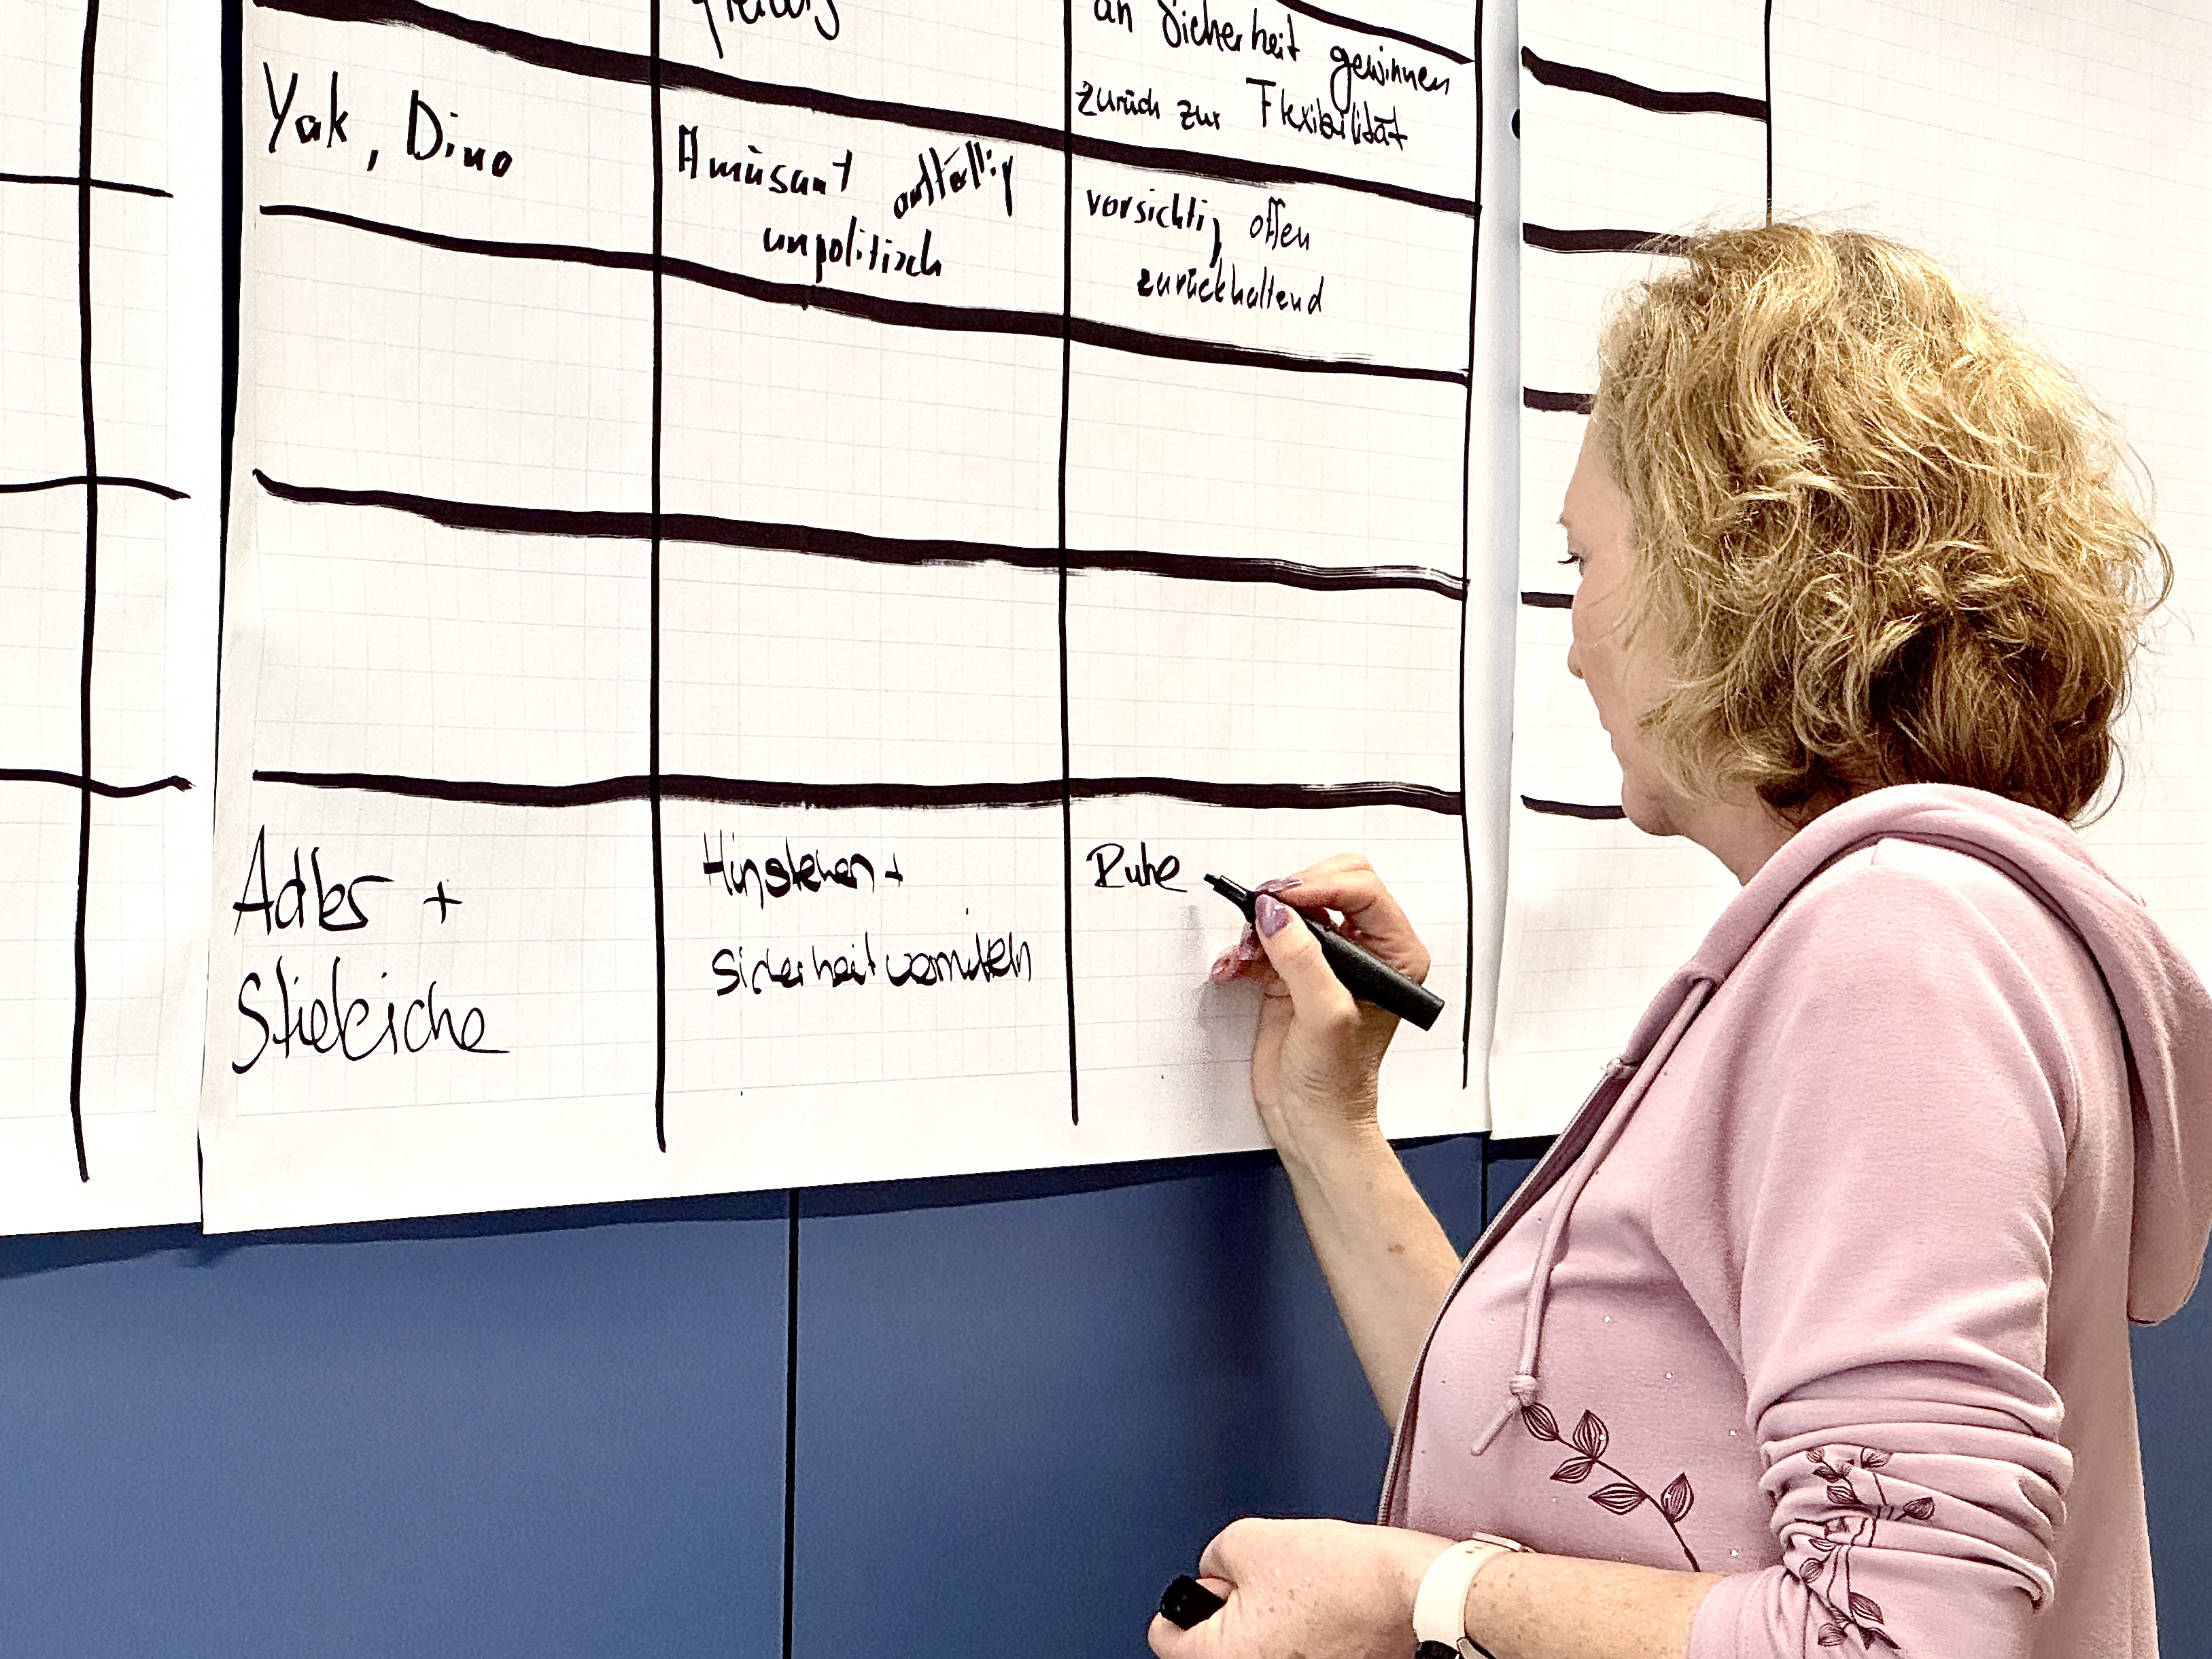 an Sicherheit gewinnen
zurück zur Flexibilität
Yak, Dino
Amüsant auffällig
unpolitisch
vorsichtig offen
zurückhaltend
Adler +
Stieleiche
Hinstehen +
Sicherheit vermitteln
Ruhe